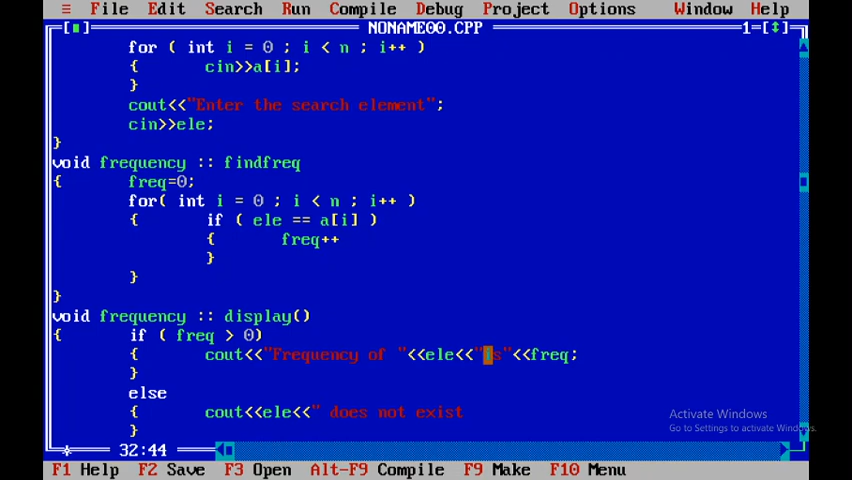 ≡ File Edit Search Run Compile Debug Project Options Window Help
[■] NONAME00.CPP 1=[↕]
for ( int i = 0 ; i < n ; i++ )
{ cin>>a[i];
}
cout<<"Enter the search element";
cin>>ele;
}
void frequency :: findfreq
{ freq=0;
for( int i = 0 ; i < n ; i++ )
{ if ( ele == a[i] )
{ freq++
}
}
}
void frequency :: display()
{ if ( freq > 0)
{ cout<<"Frequency of "<<ele<<"is"<<freq;
}
else
{ cout<<ele<<" does not exist
}
Activate Windows
Go to Settings to activate Windows.
32:44
F1 Help F2 Save F3 Open Alt-F9 Compile F9 Make F10 Menu